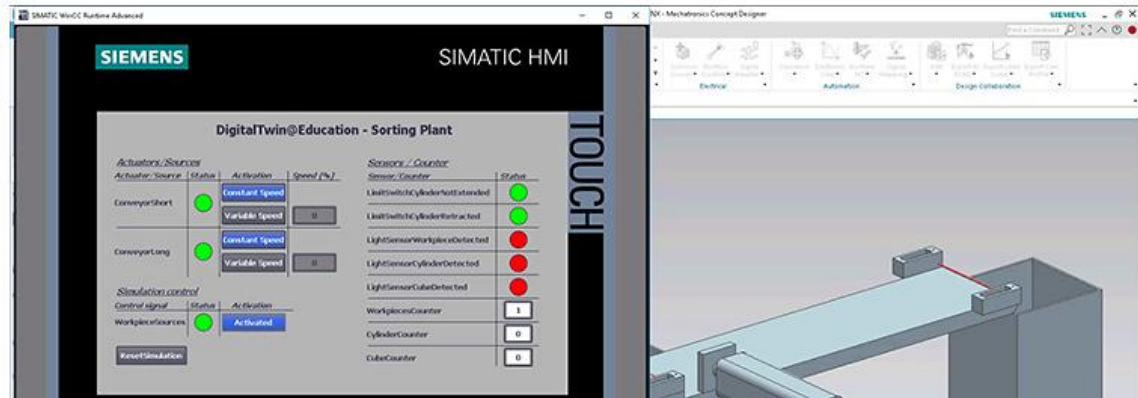 SIMATIC WinCC Runtime Advanced
NX - Mechatronics Concept Designer
SIEMENS
SIEMENS
SIMATIC HMI
TOUCH
Electrical
Automation
Design Collaboration
DigitalTwin@Education - Sorting Plant
Actuators/Sources
Actuator/Source Status Activation Speed (%)
ConveyorShort
Constant Speed
Variable Speed 0
ConveyorLong
Constant Speed
Variable Speed 0
Simulation control
Control signal Status Activation
WorkpieceSources Activated
ResetSimulation
Sensors / Counter
Sensor/Counter Status
LimitSwitchCylinderNotExtended
LimitSwitchCylinderRetracted
LightSensorWorkpieceDetected
LightSensorCylinderDetected
LightSensorCubeDetected
WorkpiecesCounter 1
CylinderCounter 0
CubeCounter 0